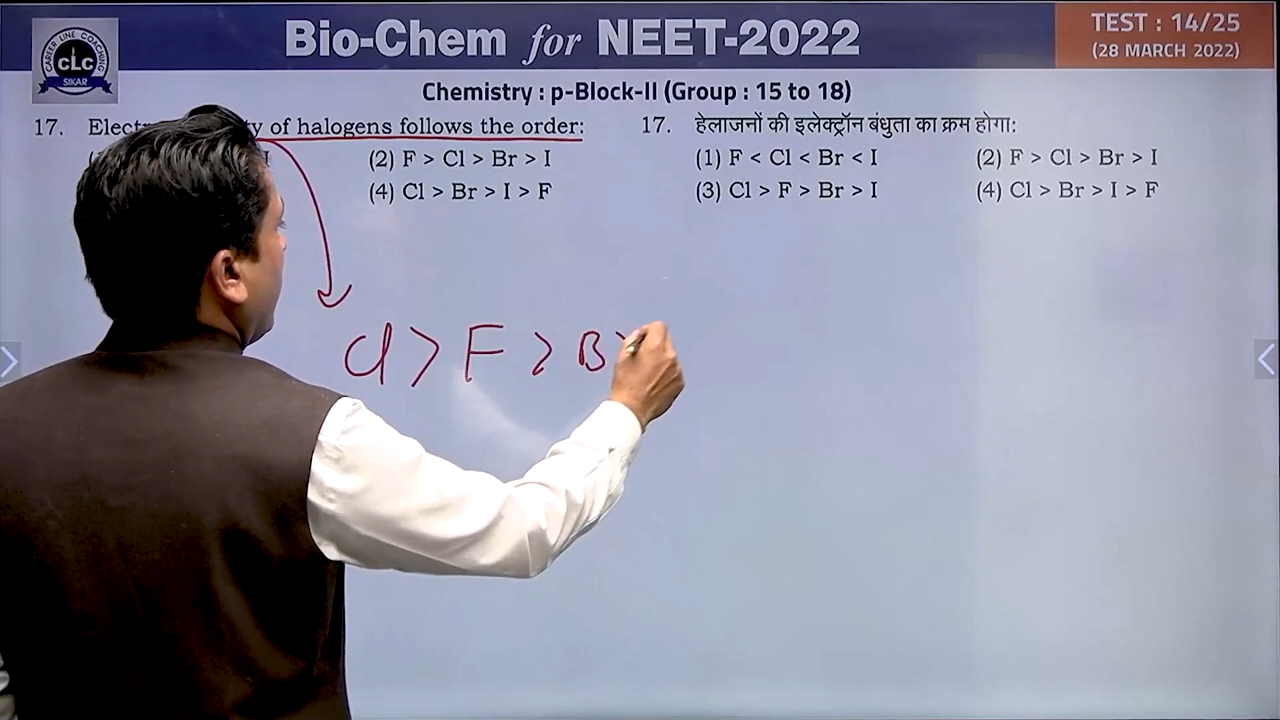 Bio-Chem for NEET-2022
TEST : 14/25
(28 MARCH 2022)
CAREER LINE COACHING
CLC
SIKAR
Chemistry : p-Block-II (Group : 15 to 18)
17. of halogens follows the order:
(2) F > Cl > Br > I
(4) Cl > Br > I > F
17. हेलाजनों की इलेक्ट्रॉन बंधुता का क्रम होगा:
(1) F < Cl < Br < I (2) F > Cl > Br > I
(3) Cl > F > Br > I (4) Cl > Br > I > F
Cl > F > B